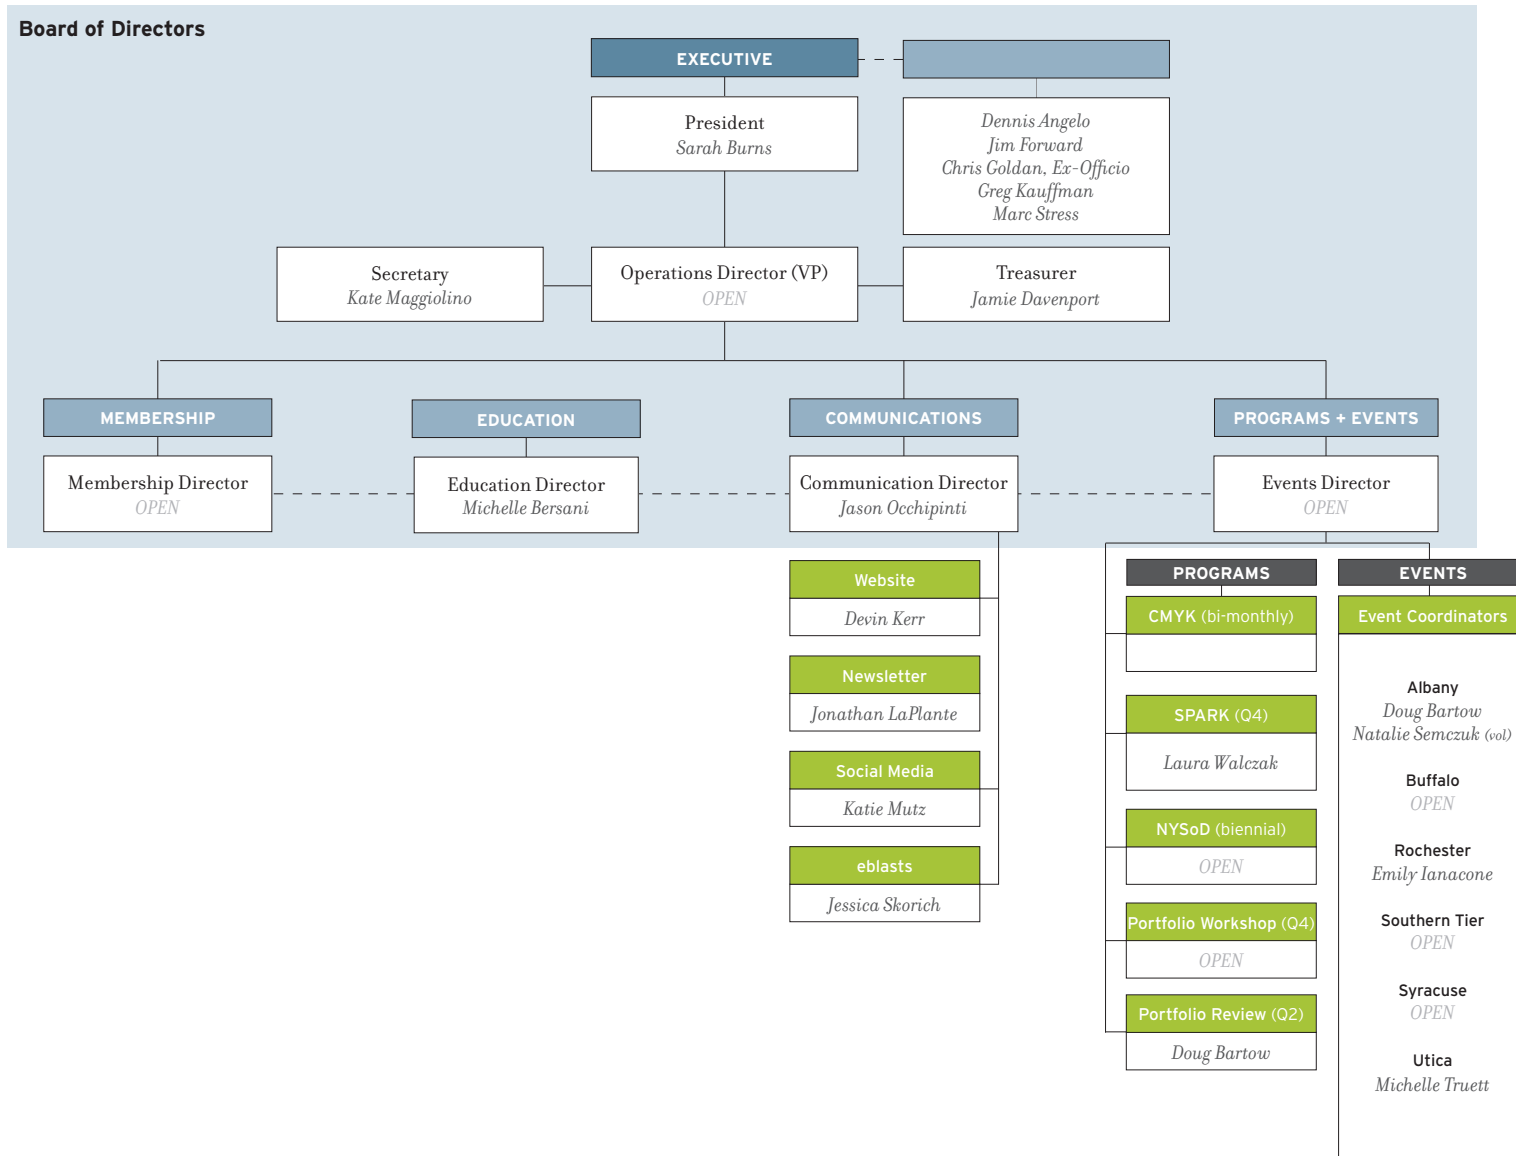 Board of Directors
EXECUTIVE
President
Sarah Burns
Dennis Angelo
Jim Forward
Chris Goldan, Ex-Officio
Greg Kauffman
Marc Stress
Secretary
Kate Maggiolino
Operations Director (VP)
OPEN
Treasurer
Jamie Davenport
MEMBERSHIP
Membership Director
OPEN
EDUCATION
Education Director
Michelle Bersani
COMMUNICATIONS
Communication Director
Jason Occhipinti
PROGRAMS + EVENTS
Events Director
OPEN
Website
Devin Kerr
Newsletter
Jonathan LaPlante
Social Media
Katie Mutz
eblasts
Jessica Skorich
PROGRAMS
CMYK (bi-monthly)
SPARK (Q4)
Laura Walczak
NYSoD (biennial)
OPEN
Portfolio Workshop (Q4)
OPEN
Portfolio Review (Q2)
Doug Bartow
EVENTS
Event Coordinators
Albany
Doug Bartow
Natalie Semczuk (vol)
Buffalo
OPEN
Rochester
Emily Ianacone
Southern Tier
OPEN
Syracuse
OPEN
Utica
Michelle Truett